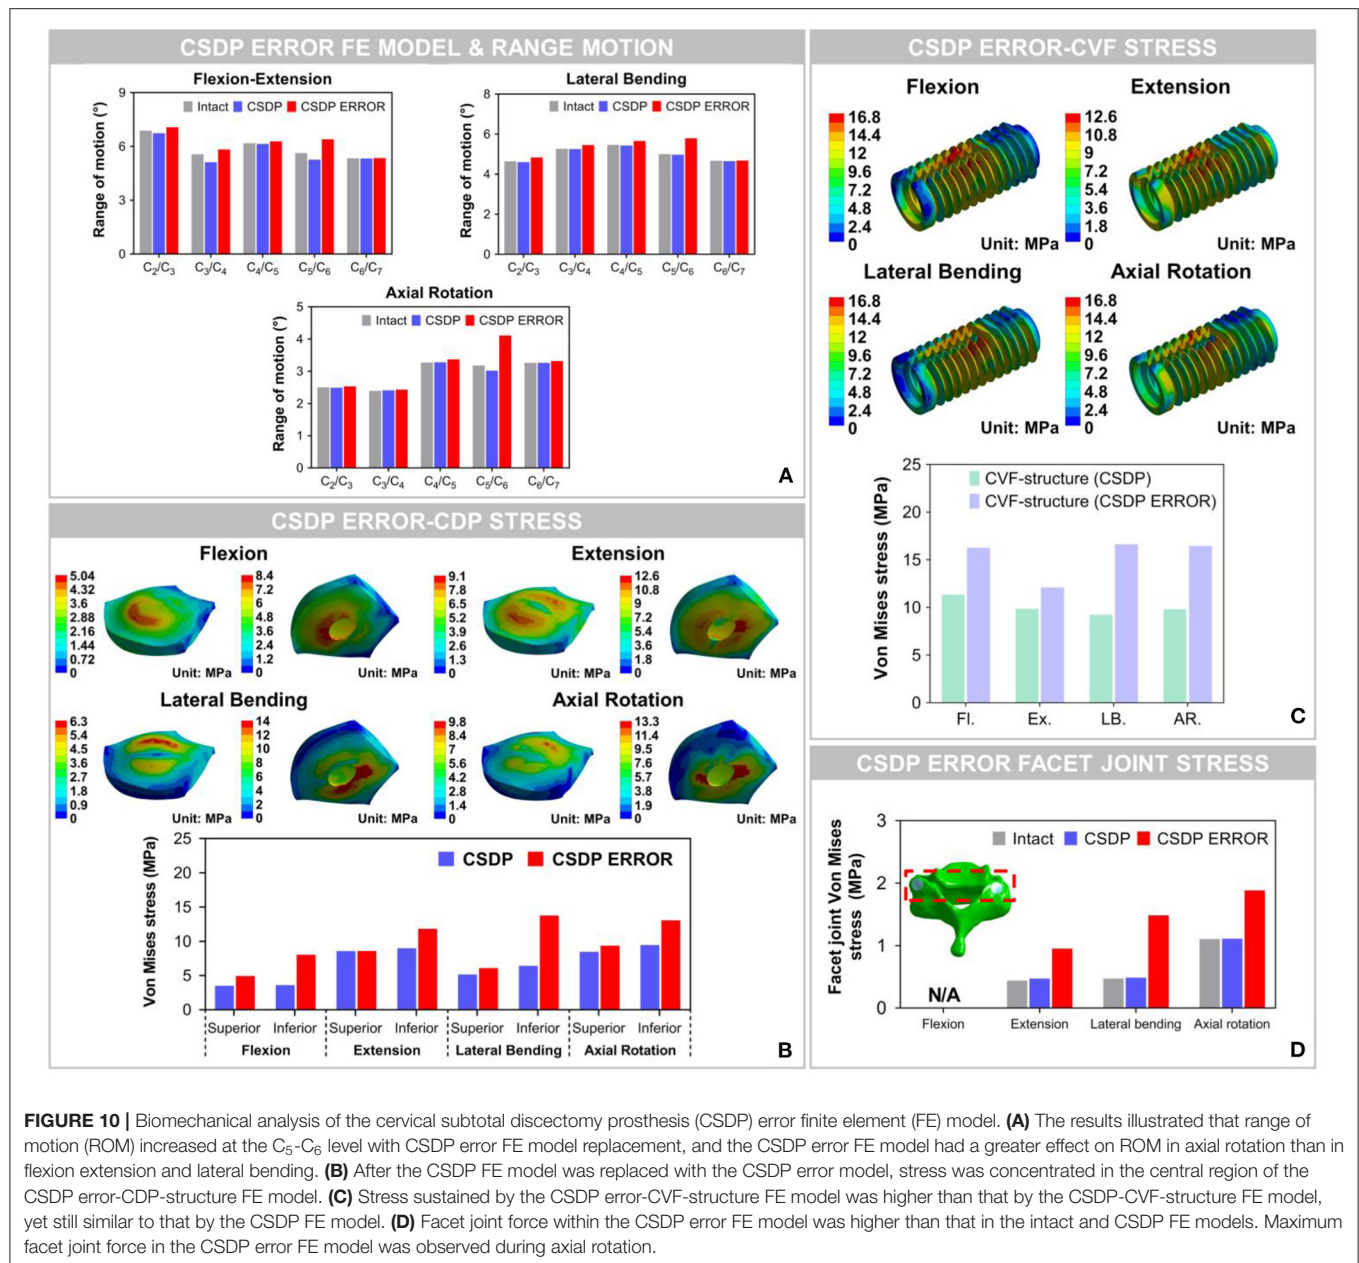 CSDP ERROR FE MODEL & RANGE MOTION
Flexion-Extension
Range of motion (°)
9
6
3
0
Intact CSDP CSDP ERROR
C2/C3 C3/C4 C4/C5 C5/C6 C6/C7
Lateral Bending
Range of motion (°)
8
6
4
2
0
Intact CSDP CSDP ERROR
C2/C3 C3/C4 C4/C5 C5/C6 C6/C7
Axial Rotation
Range of motion (°)
5
4
3
2
1
0
Intact CSDP CSDP ERROR
C2/C3 C3/C4 C4/C5 C5/C6 C6/C7
A
CSDP ERROR-CDP STRESS
Flexion
5.04
4.32
3.6
2.88
2.16
1.44
0.72
0
8.4
7.2
6
4.8
3.6
2.4
1.2
0
Unit: MPa
Unit: MPa
Extension
9.1
7.8
6.5
5.2
3.9
2.6
1.3
0
12.6
10.8
9
7.2
5.4
3.6
1.8
0
Unit: MPa
Unit: MPa
Lateral Bending
6.3
5.4
4.5
3.6
2.7
1.8
0.9
0
14
12
10
8
6
4
2
0
Unit: MPa
Unit: MPa
Axial Rotation
9.8
8.4
7
5.6
4.2
2.8
1.4
0
13.3
11.4
9.5
7.6
5.7
3.8
1.9
0
Unit: MPa
Unit: MPa
Von Mises stress (MPa)
25
20
15
10
5
0
CSDP CSDP ERROR
Superior Inferior Superior Inferior Superior Inferior Superior Inferior
Flexion Extension Lateral Bending Axial Rotation
B
CSDP ERROR-CVF STRESS
Flexion
16.8
14.4
12
9.6
7.2
4.8
2.4
0
Unit: MPa
Extension
12.6
10.8
9
7.2
5.4
3.6
1.8
0
Unit: MPa
Lateral Bending
16.8
14.4
12
9.6
7.2
4.8
2.4
0
Unit: MPa
Axial Rotation
16.8
14.4
12
9.6
7.2
4.8
2.4
0
Unit: MPa
Von Mises stress (MPa)
25
20
15
10
5
0
CVF-structure (CSDP)
CVF-structure (CSDP ERROR)
Fl. Ex. LB. AR.
C
CSDP ERROR FACET JOINT STRESS
Facet joint Von Mises
stress (MPa)
3
2
1
0
Intact CSDP CSDP ERROR
N/A
Flexion Extension Lateral bending Axial rotation
D
FIGURE 10 | Biomechanical analysis of the cervical subtotal discectomy prosthesis (CSDP) error finite element (FE) model. (A) The results illustrated that range of
motion (ROM) increased at the C5-C6 level with CSDP error FE model replacement, and the CSDP error FE model had a greater effect on ROM in axial rotation than in
flexion extension and lateral bending. (B) After the CSDP FE model was replaced with the CSDP error model, stress was concentrated in the central region of the
CSDP error-CDP-structure FE model. (C) Stress sustained by the CSDP error-CVF-structure FE model was higher than that by the CSDP-CVF-structure FE model,
yet still similar to that by the CSDP FE model. (D) Facet joint force within the CSDP error FE model was higher than that in the intact and CSDP FE models. Maximum
facet joint force in the CSDP error FE model was observed during axial rotation.